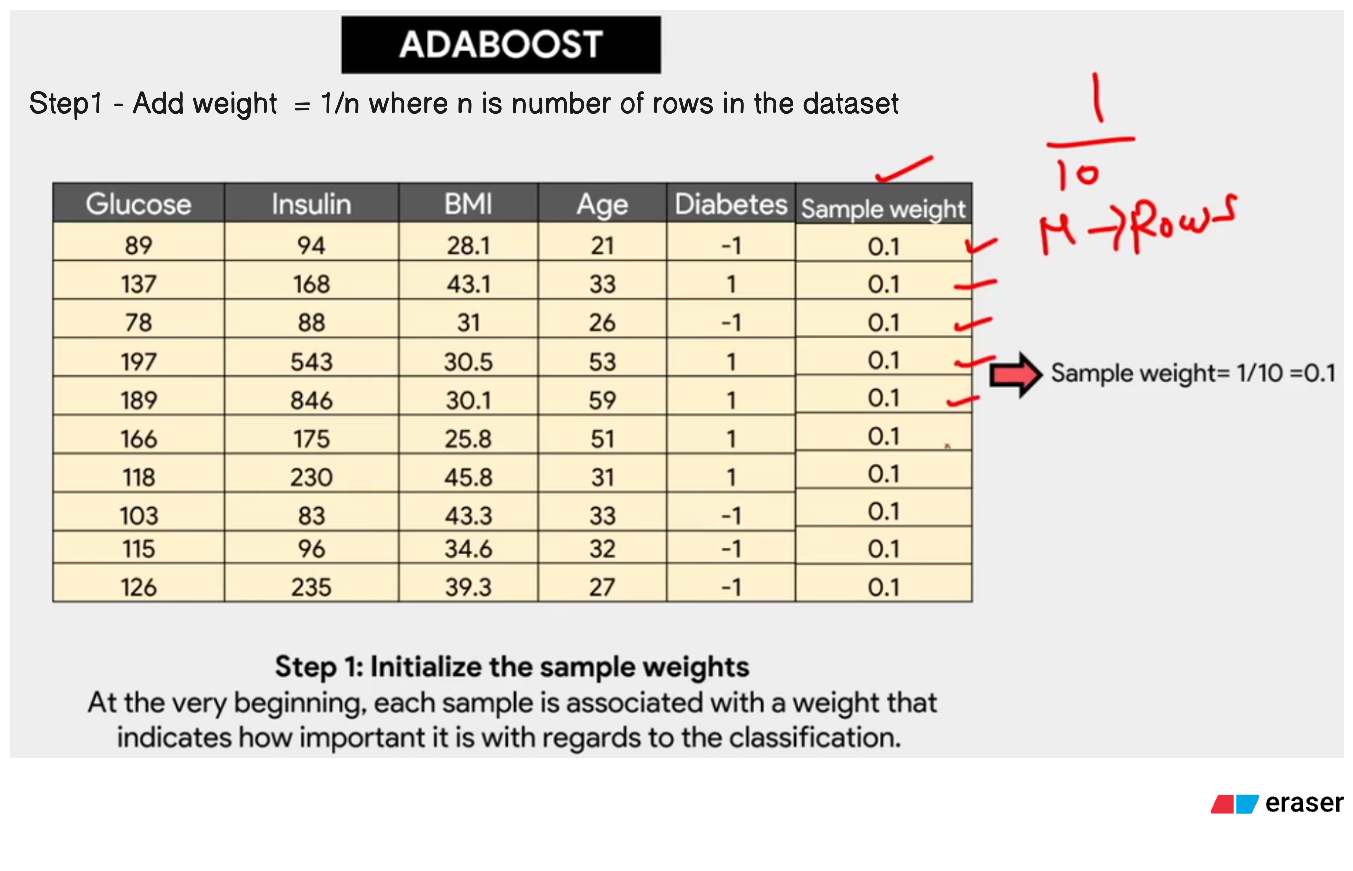 ADABOOST
Step1 - Add weight = 1/n where n is number of rows in the dataset
1
10
M → Rows
Glucose Insulin BMI Age Diabetes Sample weight
89 94 28.1 21 -1 0.1
137 168 43.1 33 1 0.1
78 88 31 26 -1 0.1
197 543 30.5 53 1 0.1
Sample weight= 1/10 =0.1
189 846 30.1 59 1 0.1
166 175 25.8 51 1 0.1
118 230 45.8 31 1 0.1
103 83 43.3 33 -1 0.1
115 96 34.6 32 -1 0.1
126 235 39.3 27 -1 0.1
Step 1: Initialize the sample weights
At the very beginning, each sample is associated with a weight that
indicates how important it is with regards to the classification.
eraser